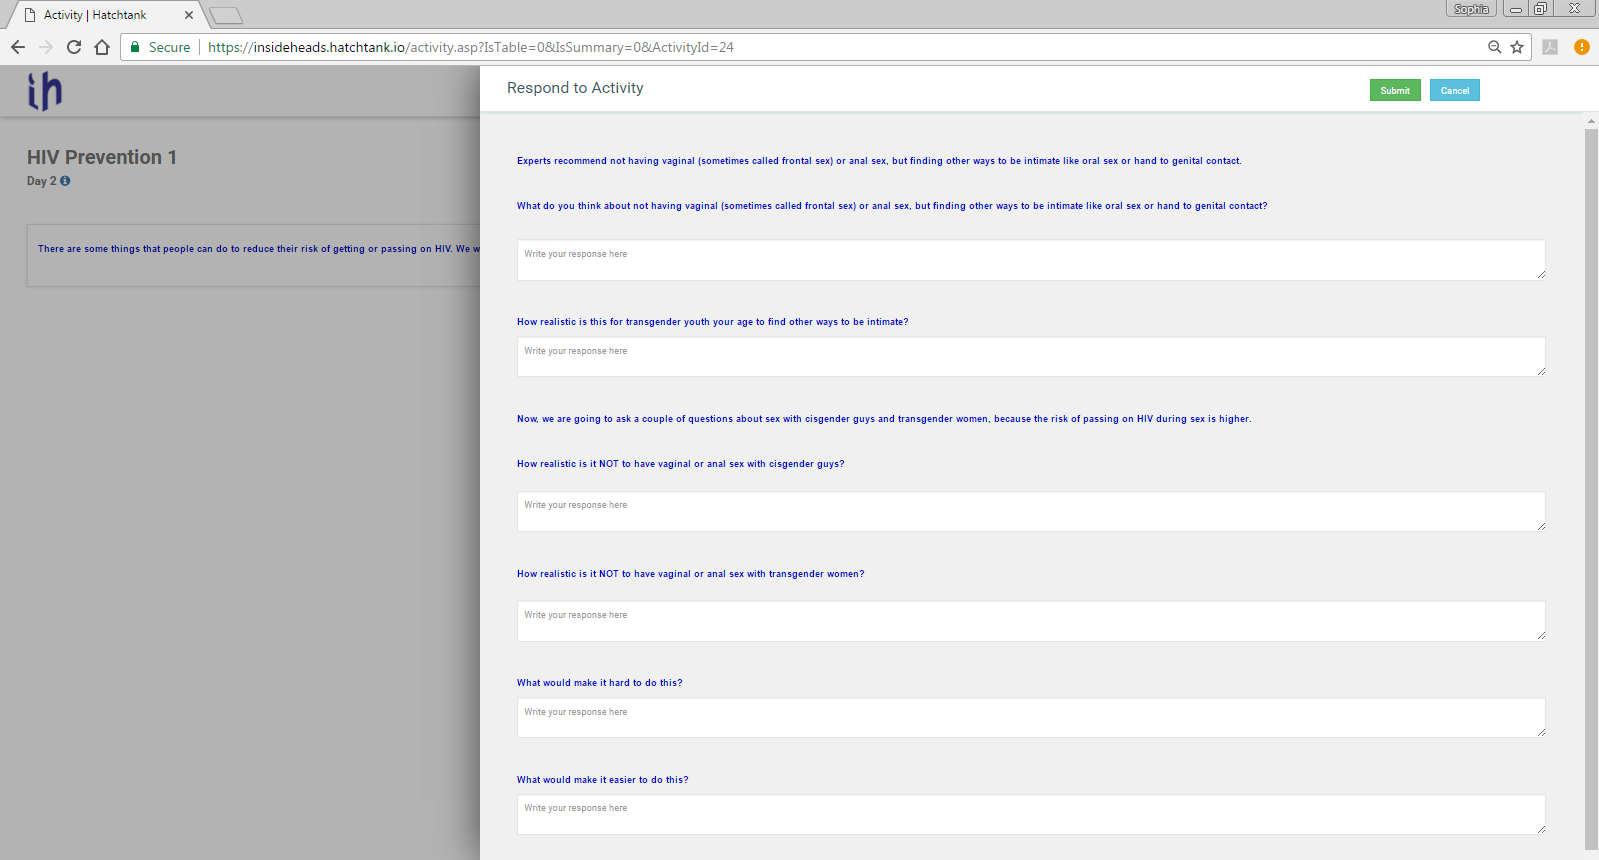 Activity | Hatchtank
Sophia
Secure
https://insideheads.hatchtank.io/activity.asp?IsTable=0&IsSummary=0&ActivityId=24
ih
Respond to Activity
Submit
Cancel
HIV Prevention 1
Day 2
There are some things that people can do to reduce their risk of getting or passing on HIV. We w
Experts recommend not having vaginal (sometimes called frontal sex) or anal sex, but finding other ways to be intimate like oral sex or hand to genital contact.
What do you think about not having vaginal (sometimes called frontal sex) or anal sex, but finding other ways to be intimate like oral sex or hand to genital contact?
Write your response here
How realistic is this for transgender youth your age to find other ways to be intimate?
Write your response here
Now, we are going to ask a couple of questions about sex with cisgender guys and transgender women, because the risk of passing on HIV during sex is higher.
How realistic is it NOT to have vaginal or anal sex with cisgender guys?
Write your response here
How realistic is it NOT to have vaginal or anal sex with transgender women?
Write your response here
What would make it hard to do this?
Write your response here
What would make it easier to do this?
Write your response here